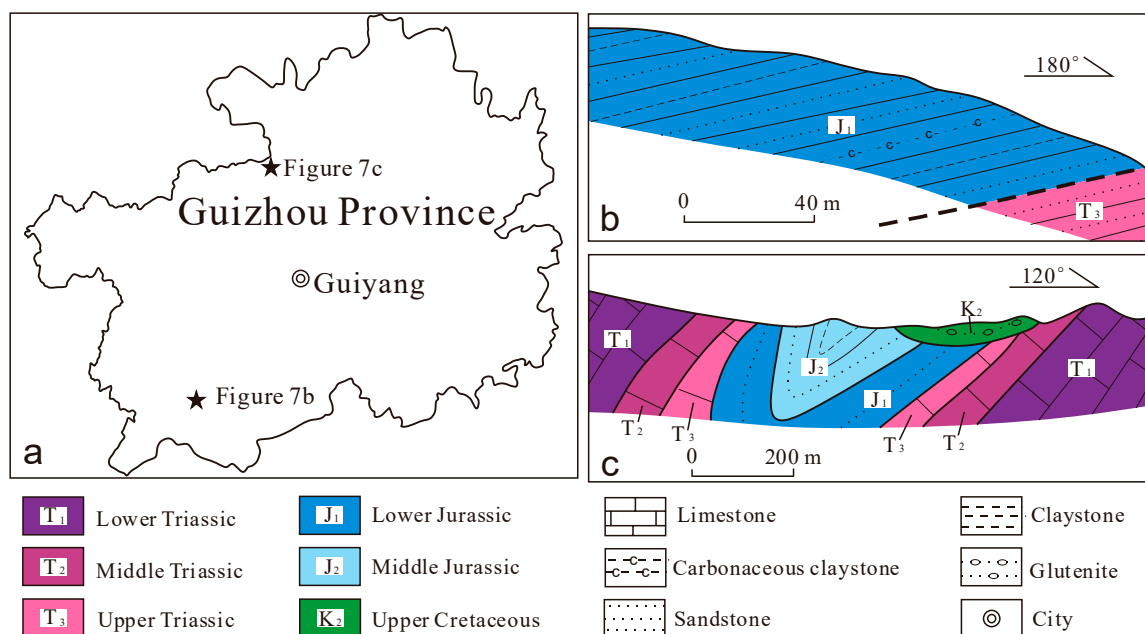 Figure 7c
Guizhou Province
Guiyang
Figure 7b
a
180°
J1
C C C C
T3
0 40 m
b
120°
K2
T1
J2
T1
J1
T2
T3
T3
T2
0 200 m
c
T1 Lower Triassic
T2 Middle Triassic
T3 Upper Triassic
J1 Lower Jurassic
J2 Middle Jurassic
K2 Upper Cretaceous
Limestone
C C C C Carbonaceous claystone
Sandstone
Claystone
Glutenite
City